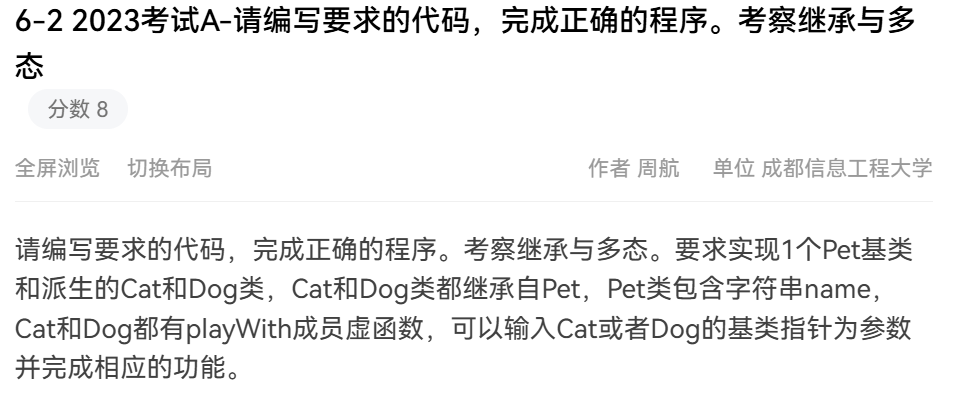 6-2 2023考试A-请编写要求的代码，完成正确的程序。考察继承与多
态
分数 8
全屏浏览 切换布局 作者 周航 单位 成都信息工程大学
请编写要求的代码，完成正确的程序。考察继承与多态。要求实现1个Pet基类
和派生的Cat和Dog类，Cat和Dog类都继承自Pet，Pet类包含字符串name，
Cat和Dog都有playWith成员虚函数，可以输入Cat或者Dog的基类指针为参数
并完成相应的功能。